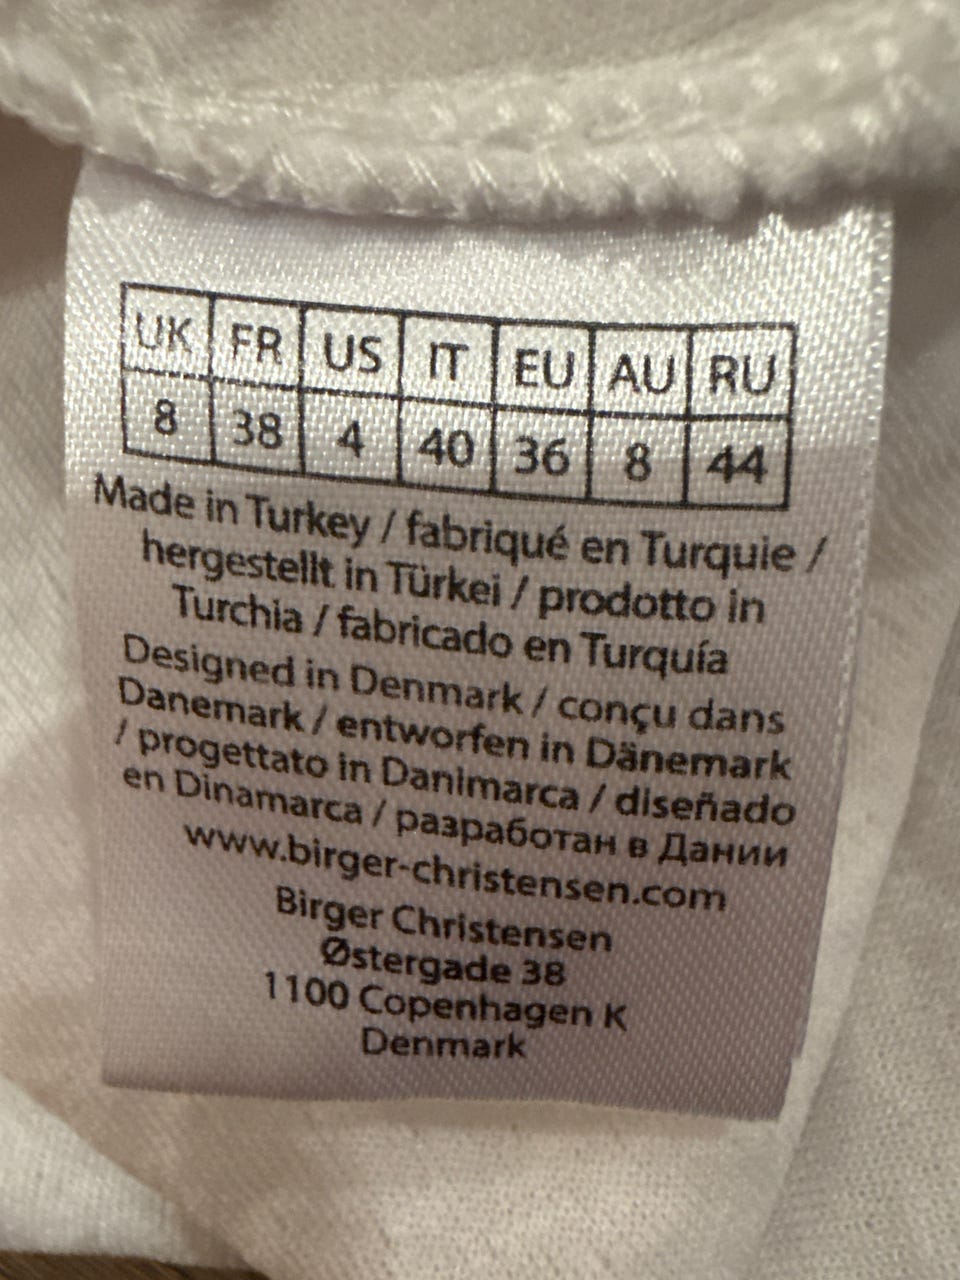 UK FR US IT EU AU RU
8 38 4 40 36 8 44
Made in Turkey / fabriqué en Turquie /
hergestellt in Türkei / prodotto in
Turchia / fabricado en Turquía
Designed in Denmark / conçu dans
Danemark / entworfen in Dänemark
/ progettato in Danimarca / diseñado
en Dinamarca / разработан в Дании
www.birger-christensen.com
Birger Christensen
Østergade 38
1100 Copenhagen K
Denmark